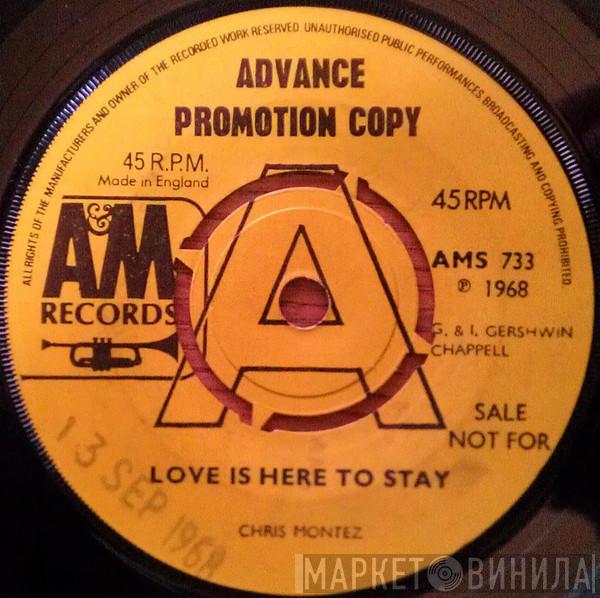 ALL RIGHTS OF THE MANUFACTURERS AND OWNER OF THE RECORDED WORK RESERVED. UNAUTHORISED PUBLIC PERFORMANCES, BROADCASTING AND COPYING PROHIBITED
ADVANCE
PROMOTION COPY
45 R.P.M.
Made in England
A&M
RECORDS
A
45 RPM
AMS 733
℗ 1968
G. & I. GERSHWIN
CHAPPELL
SALE
NOT FOR
13 SEP 1968
LOVE IS HERE TO STAY
CHRIS MONTEZ
МАРКЕТ ВИНИЛА